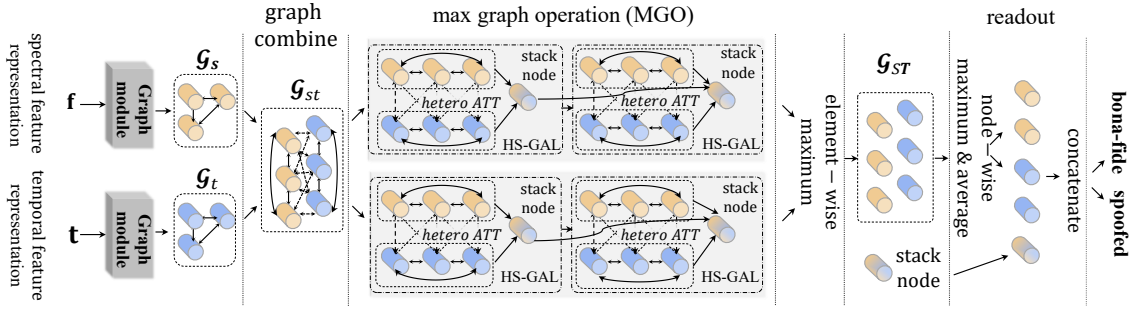 graph
combine
max graph operation (MGO)
readout
spectral feature
representation
f
Graph
module
𝒢s
temporal feature
representation
t
Graph
module
𝒢t
𝒢st
stack
node
hetero ATT
HS-GAL
stack
node
hetero ATT
HS-GAL
stack
node
hetero ATT
HS-GAL
stack
node
hetero ATT
HS-GAL
element – wise
maximum
𝒢ST
stack
node
node – wise
maximum & average
concatenate
bona-fide
spoofed